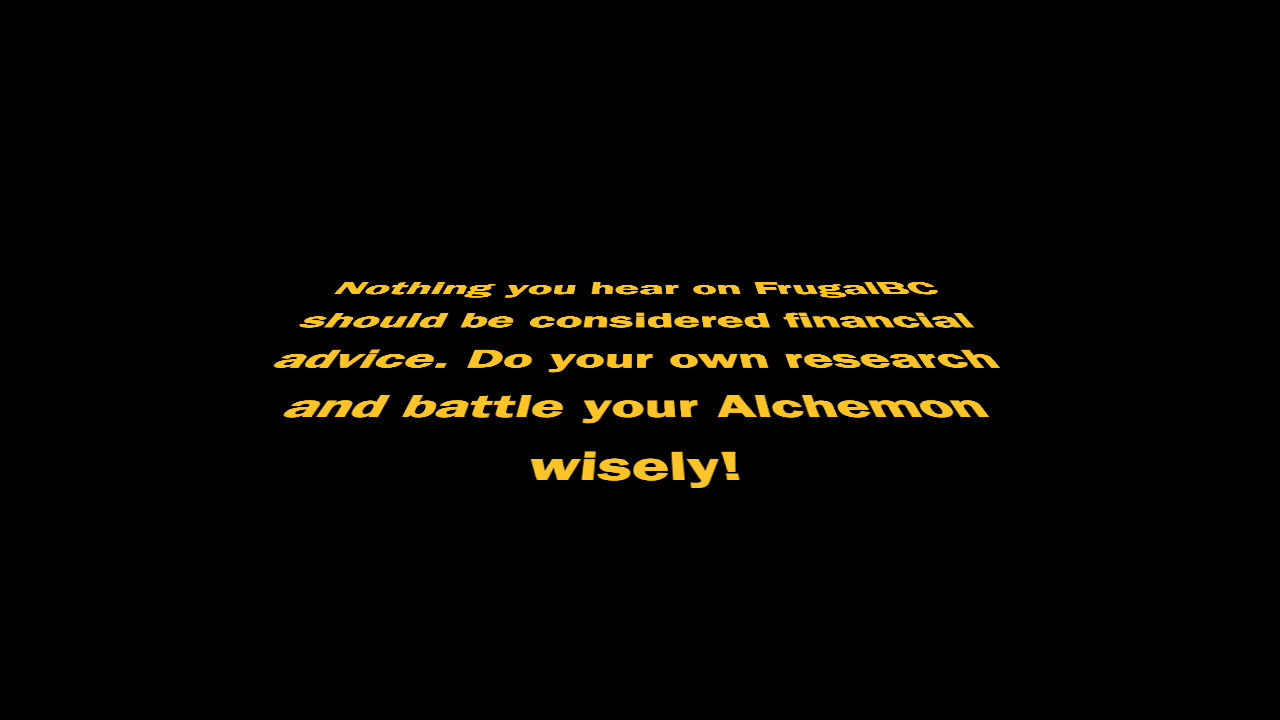 Nothing you hear on FrugalBC
should be considered financial
advice. Do your own research
and battle your Alchemon
wisely!